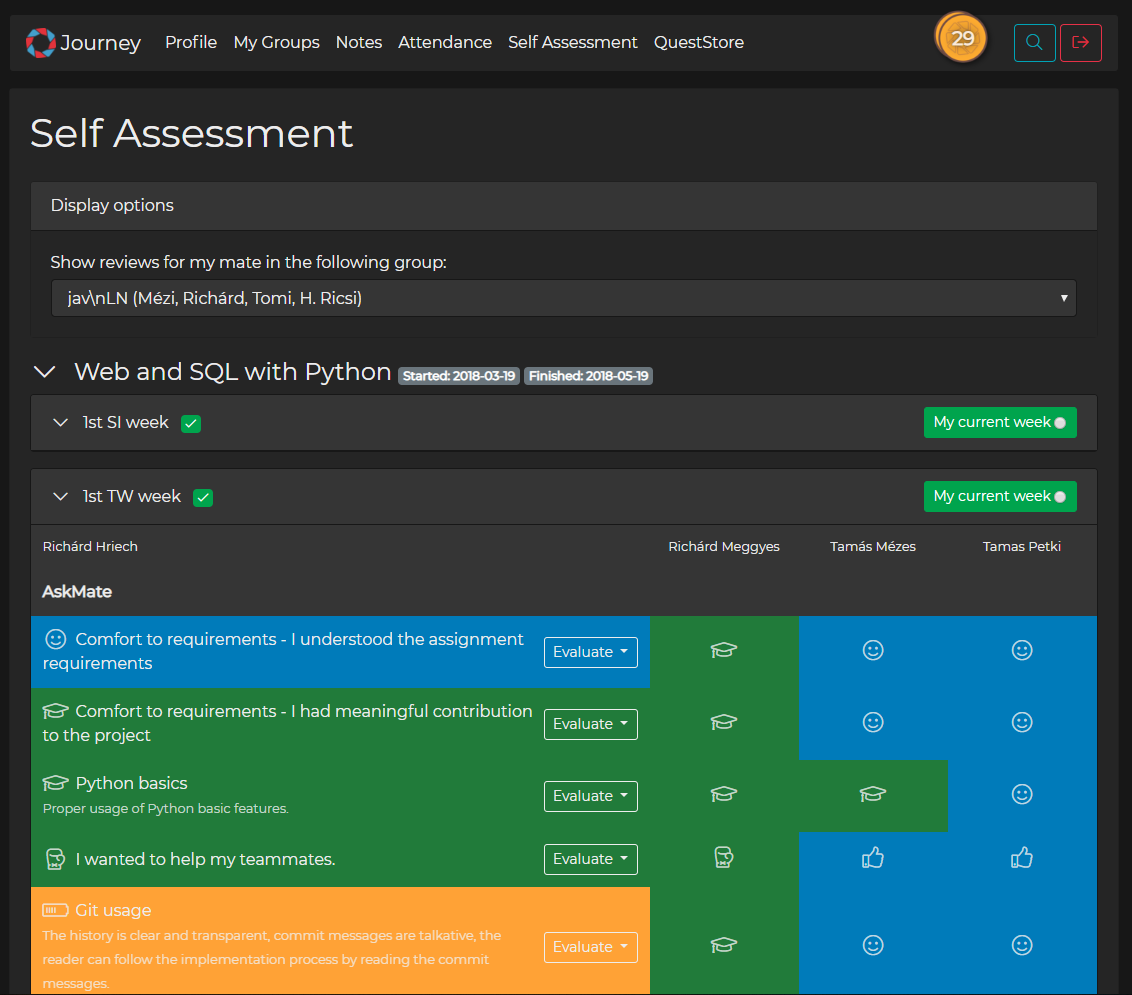 Journey Profile My Groups Notes Attendance Self Assessment QuestStore 29
Self Assessment
Display options
Show reviews for my mate in the following group:
jav\nLN (Mézi, Richárd, Tomi, H. Ricsi)
Web and SQL with Python Started: 2018-03-19 Finished: 2018-05-19
1st SI week My current week
1st TW week My current week
Richárd Hriech Richárd Meggyes Tamás Mézes Tamas Petki
AskMate
Comfort to requirements - I understood the assignment
requirements
Evaluate
Comfort to requirements - I had meaningful contribution
to the project
Evaluate
Python basics
Proper usage of Python basic features.
Evaluate
I wanted to help my teammates.
Evaluate
Git usage
The history is clear and transparent, commit messages are talkative, the
reader can follow the implementation process by reading the commit
messages.
Evaluate